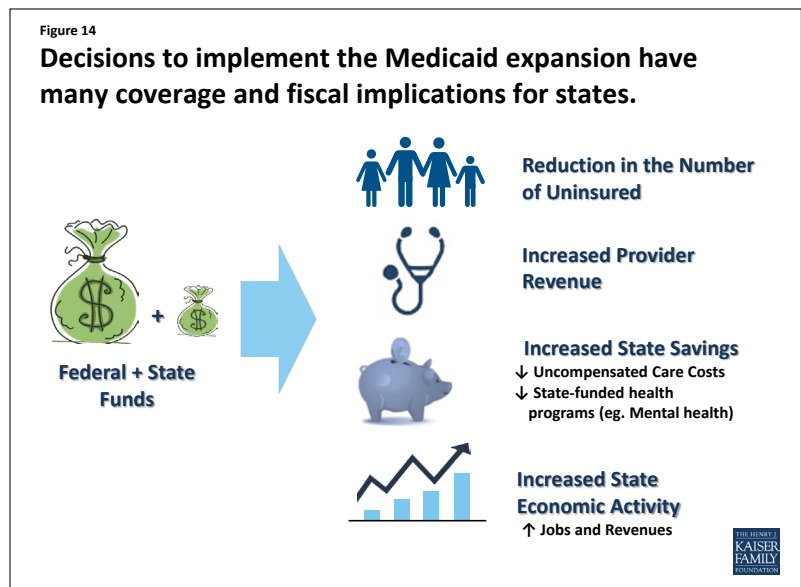 Figure 14
Decisions to implement the Medicaid expansion have
many coverage and fiscal implications for states.
Reduction in the Number
of Uninsured
Increased Provider
Revenue
$ + $
Federal + State
Funds
Increased State Savings
↓ Uncompensated Care Costs
↓ State-funded health
programs (eg. Mental health)
Increased State
Economic Activity
↑ Jobs and Revenues
THE HENRY J.
KAISER
FAMILY
FOUNDATION